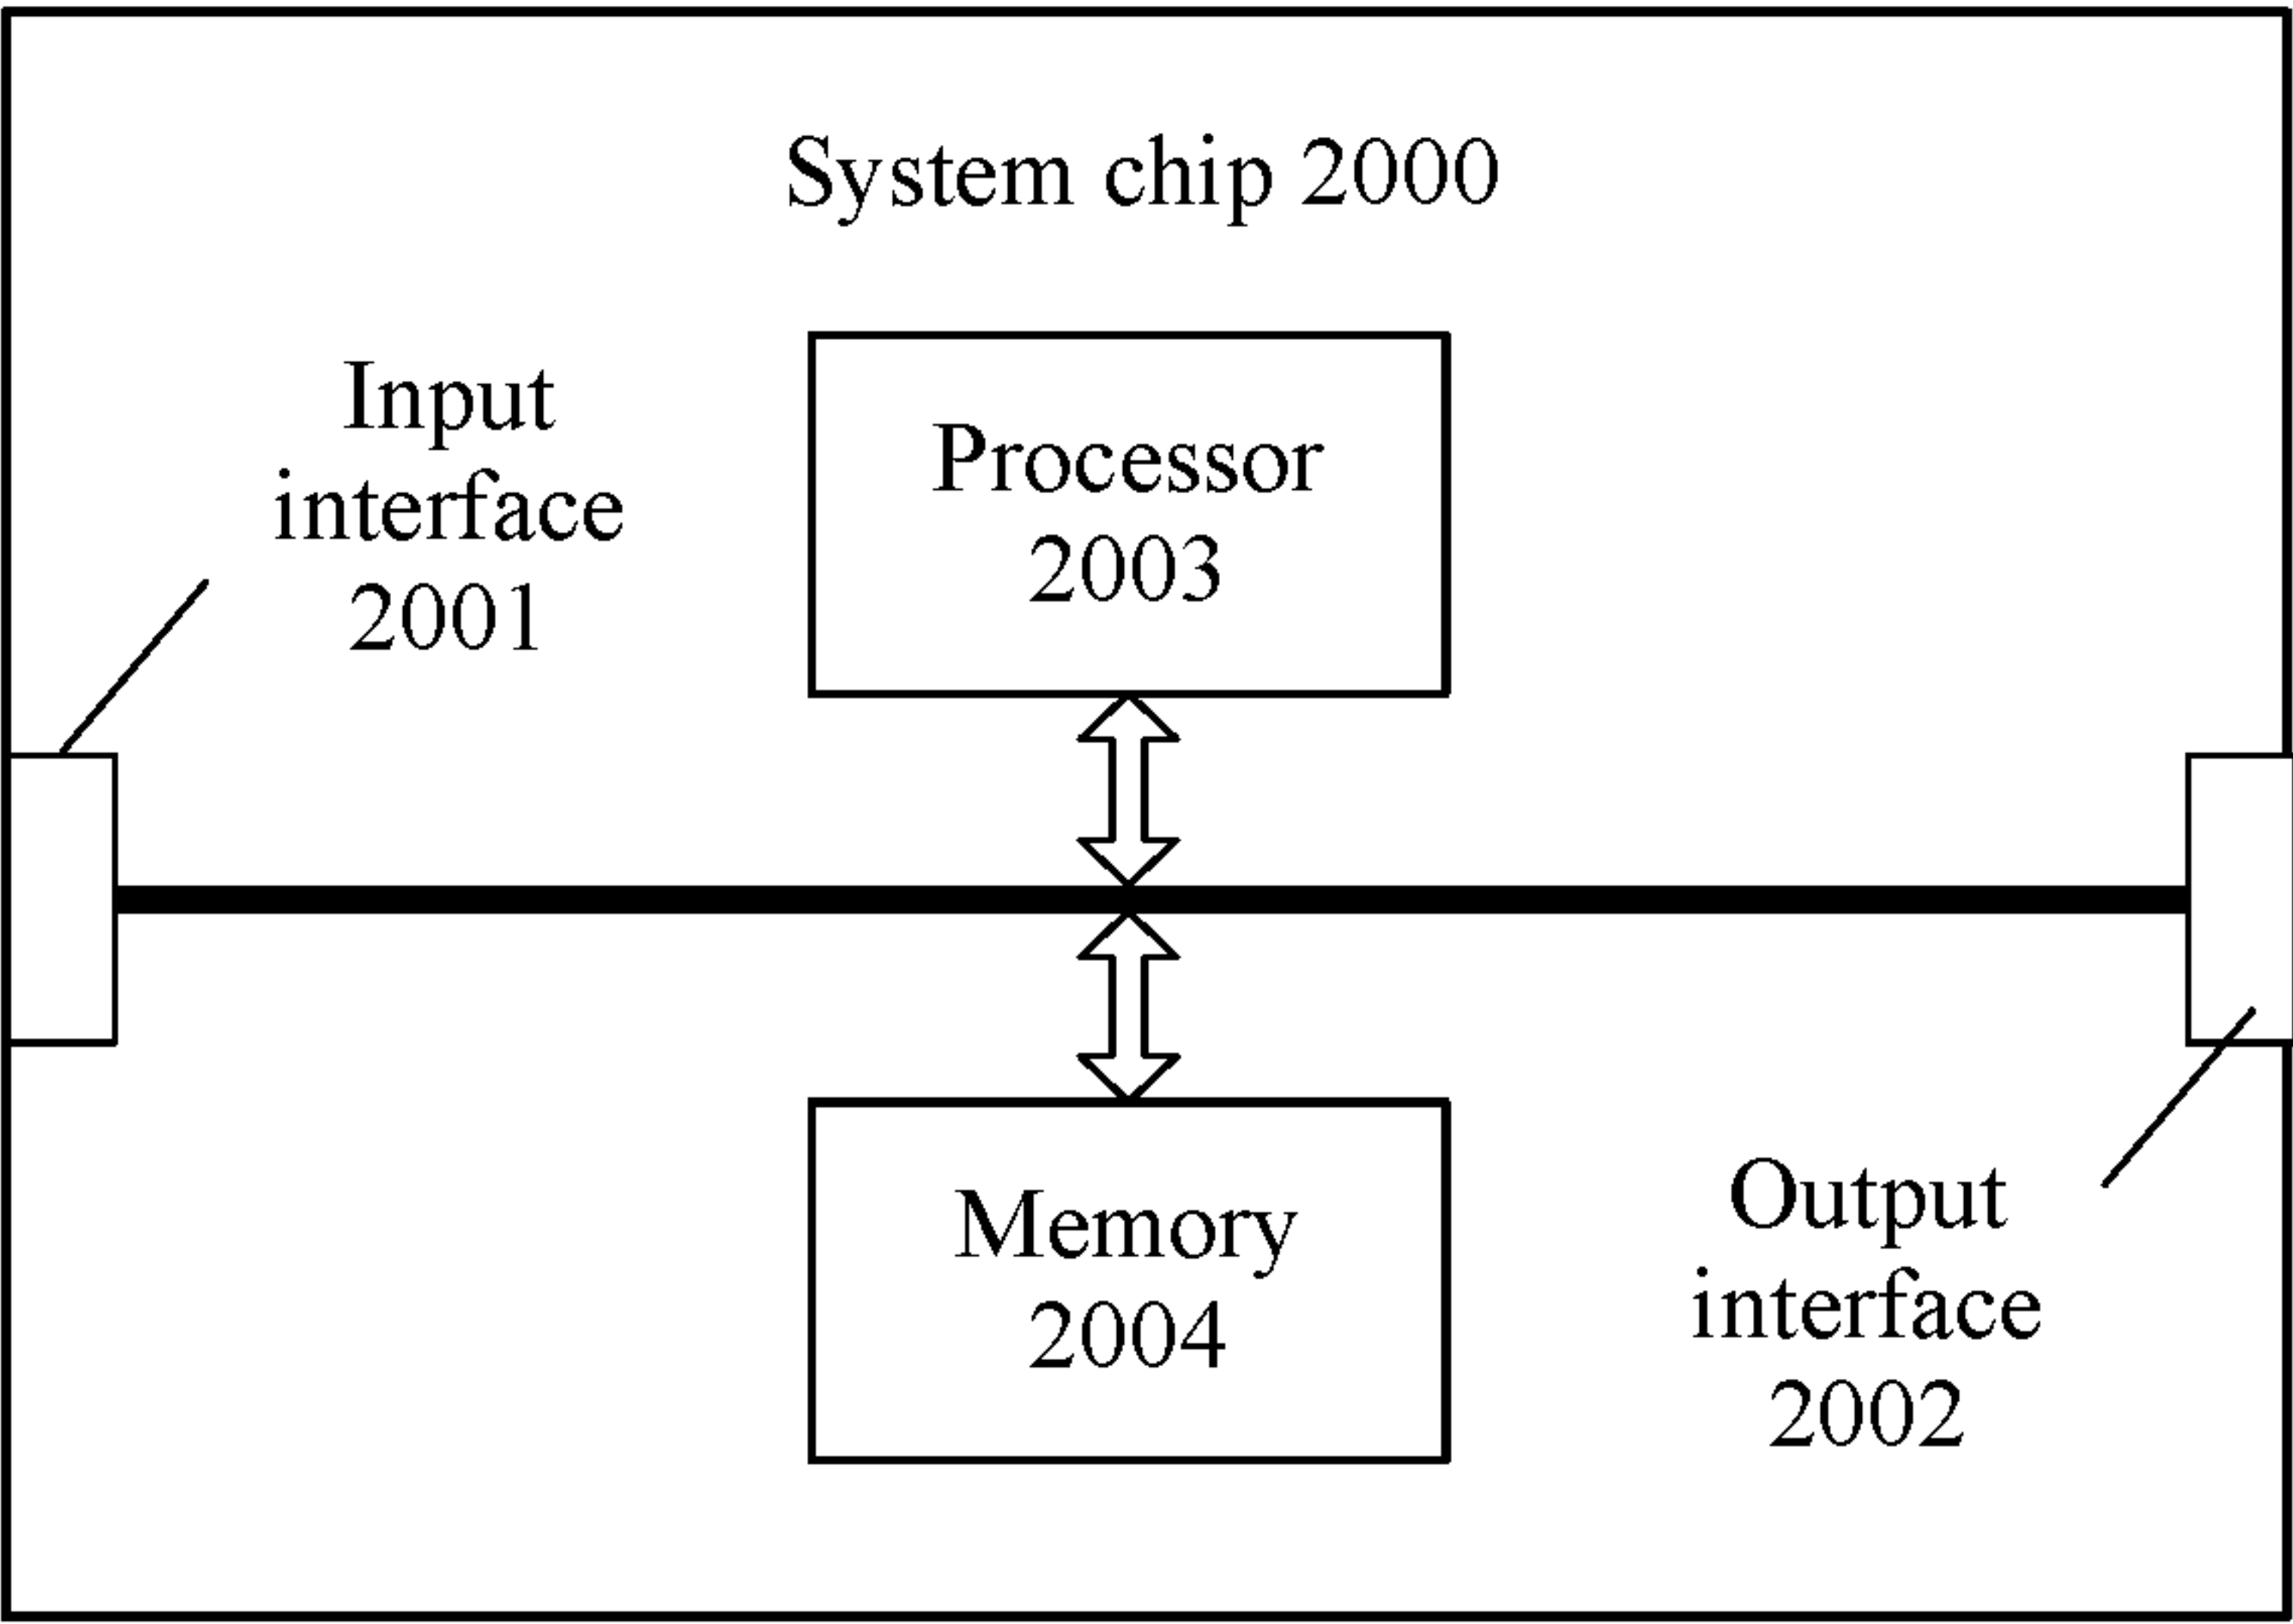 System chip 2000
Input
interface
2001
Processor
2003
Memory
2004
Output
interface
2002